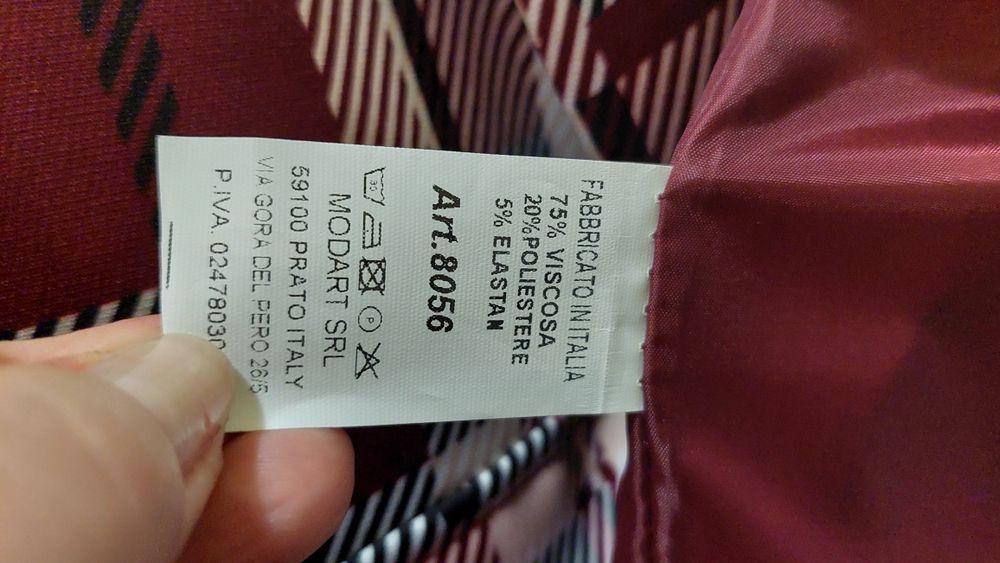 FABBRICATO IN ITALIA
75% VISCOSA
20% POLIESTERE
5% ELASTAN
Art.8056
30 P
MODART SRL
59100 PRATO ITALY
VIA GORA DEL PERO 26/5
P.IVA